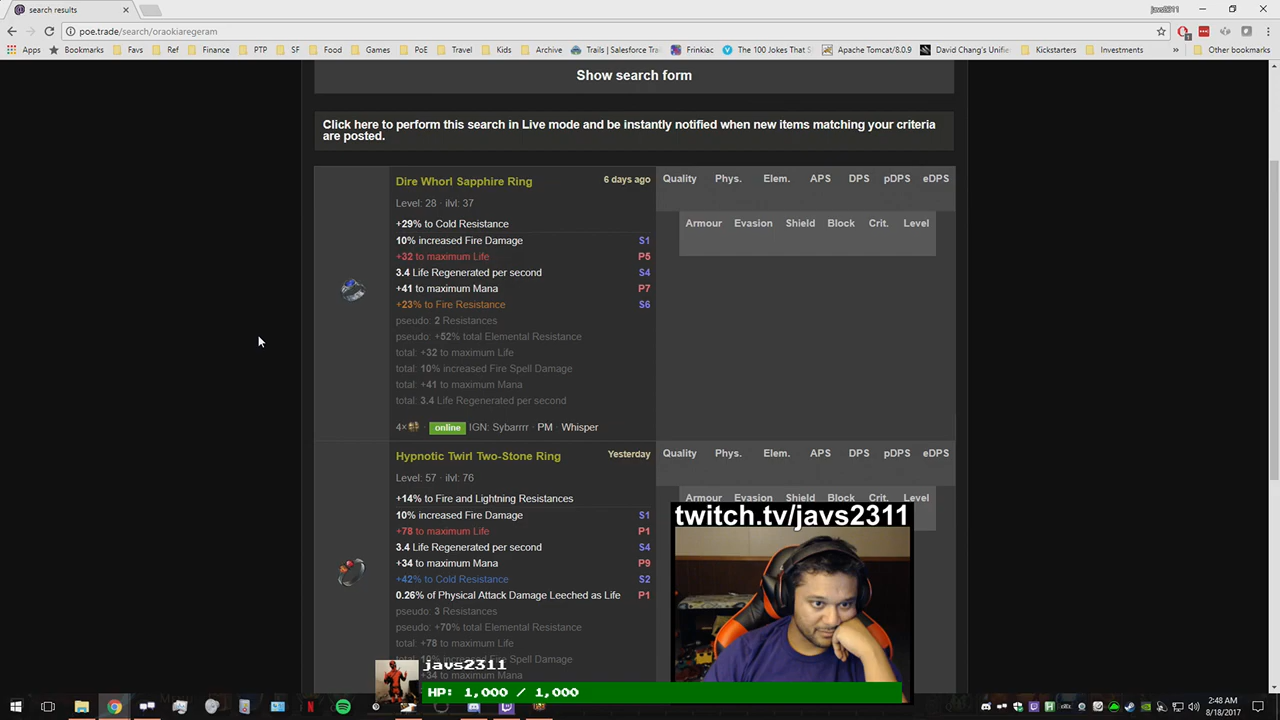 search results
javs2311
poe.trade/search/oraokiaregeram
Apps
Bookmarks
Favs
Ref
Finance
PTP
SF
Food
Games
PoE
Travel
Kids
Archive
Trails | Salesforce Tra
Frinkiac
The 100 Jokes That S
Apache Tomcat/8.0.9
David Chang's Unifie
Kickstarters
Investments
»
Other bookmarks
Show search form
Click here to perform this search in Live mode and be instantly notified when new items matching your criteria
are posted.
Dire Whorl Sapphire Ring 6 days ago
Quality Phys. Elem. APS DPS pDPS eDPS
Level: 28 · ilvl: 37
Armour Evasion Shield Block Crit. Level
+29% to Cold Resistance
10% increased Fire Damage S1
+32 to maximum Life P5
3.4 Life Regenerated per second S4
+41 to maximum Mana P7
+23% to Fire Resistance S6
pseudo: 2 Resistances
pseudo: +52% total Elemental Resistance
total: +32 to maximum Life
total: 10% increased Fire Spell Damage
total: +41 to maximum Mana
total: 3.4 Life Regenerated per second
4× · online IGN: Sybarrrr · PM · Whisper
Hypnotic Twirl Two-Stone Ring Yesterday
Quality Phys. Elem. APS DPS pDPS eDPS
Level: 57 · ilvl: 76
Armour Evasion Shield Block Crit. Level
+14% to Fire and Lightning Resistances
10% increased Fire Damage S1
+78 to maximum Life P1
3.4 Life Regenerated per second S4
+34 to maximum Mana P9
+42% to Cold Resistance S2
0.26% of Physical Attack Damage Leeched as Life P1
pseudo: 3 Resistances
pseudo: +70% total Elemental Resistance
total: +78 to maximum Life
total: 10% increased Fire Spell Damage
+34 to maximum Mana
twitch.tv/javs2311
javs2311
HP: 1,000 / 1,000
2:48 AM
8/18/2017